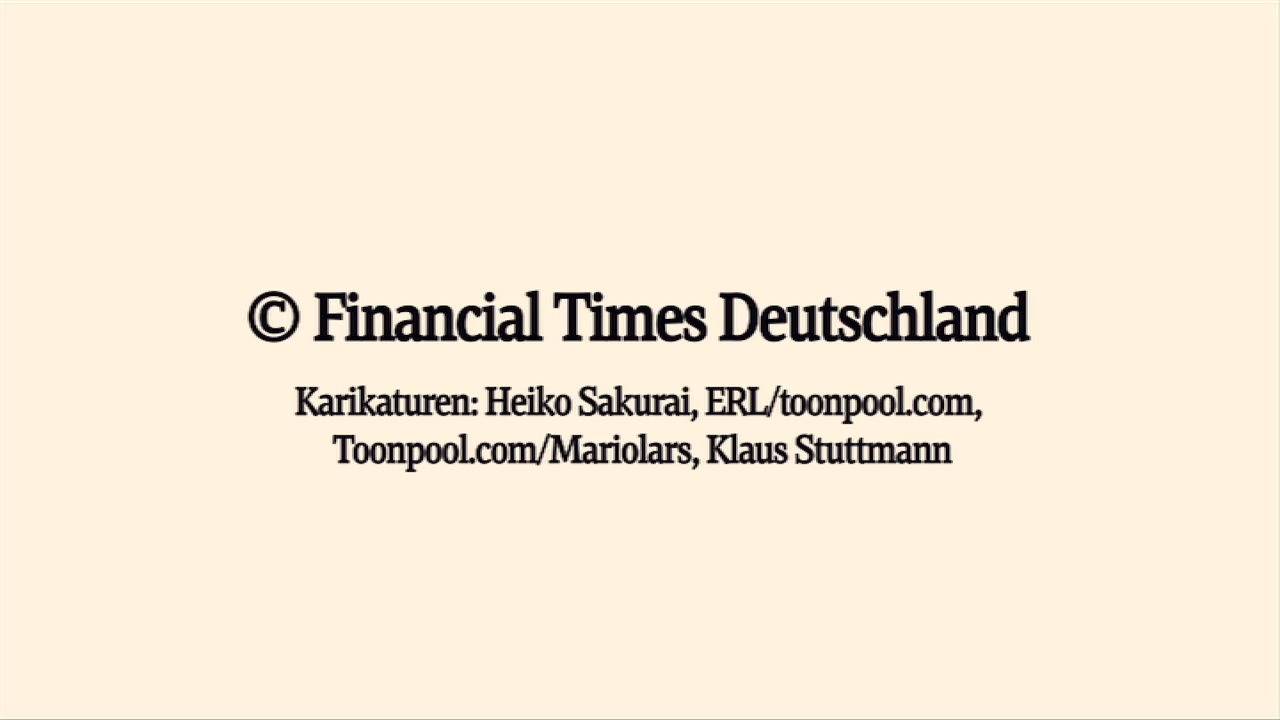 © Financial Times Deutschland
Karikaturen: Heiko Sakurai, ERL/toonpool.com,
Toonpool.com/Mariolars, Klaus Stuttmann